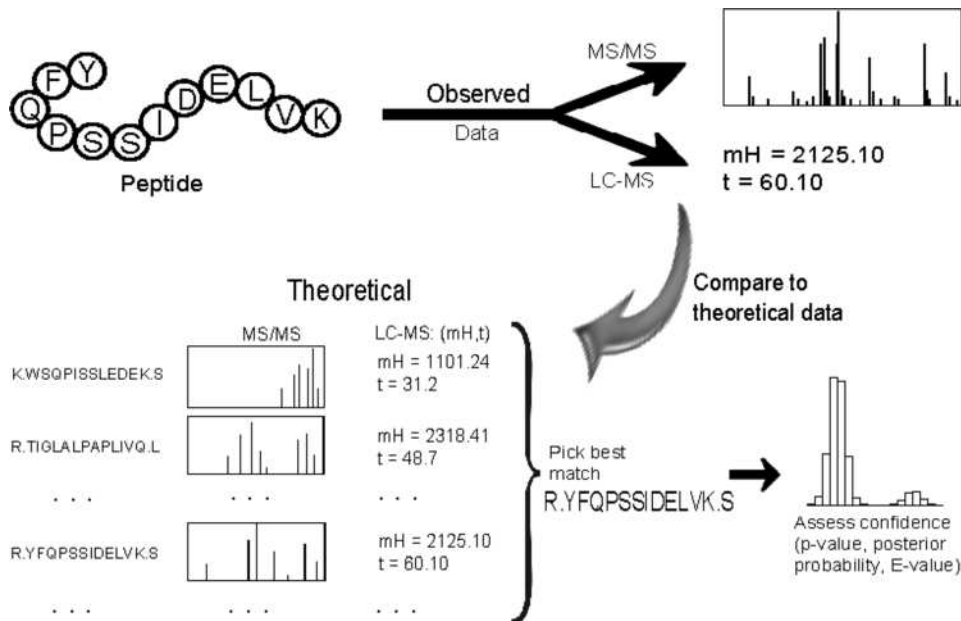 Y
F
Q
P
S
S
I
D
E
L
V
K
Peptide
Observed
Data
MS/MS
LC-MS
mH = 2125.10
t = 60.10
Compare to
theoretical data
Theoretical
MS/MS
LC-MS: (mH,t)
K.WSQPISSLEDEK.S
mH = 1101.24
t = 31.2
R.TIGLALPAPLIVQ.L
mH = 2318.41
t = 48.7
. . .
. . .
. . .
R.YFQPSSIDELVK.S
mH = 2125.10
t = 60.10
. . .
. . .
. . .
Pick best
match
R.YFQPSSIDELVK.S
Assess confidence
(p-value, posterior
probability, E-value)